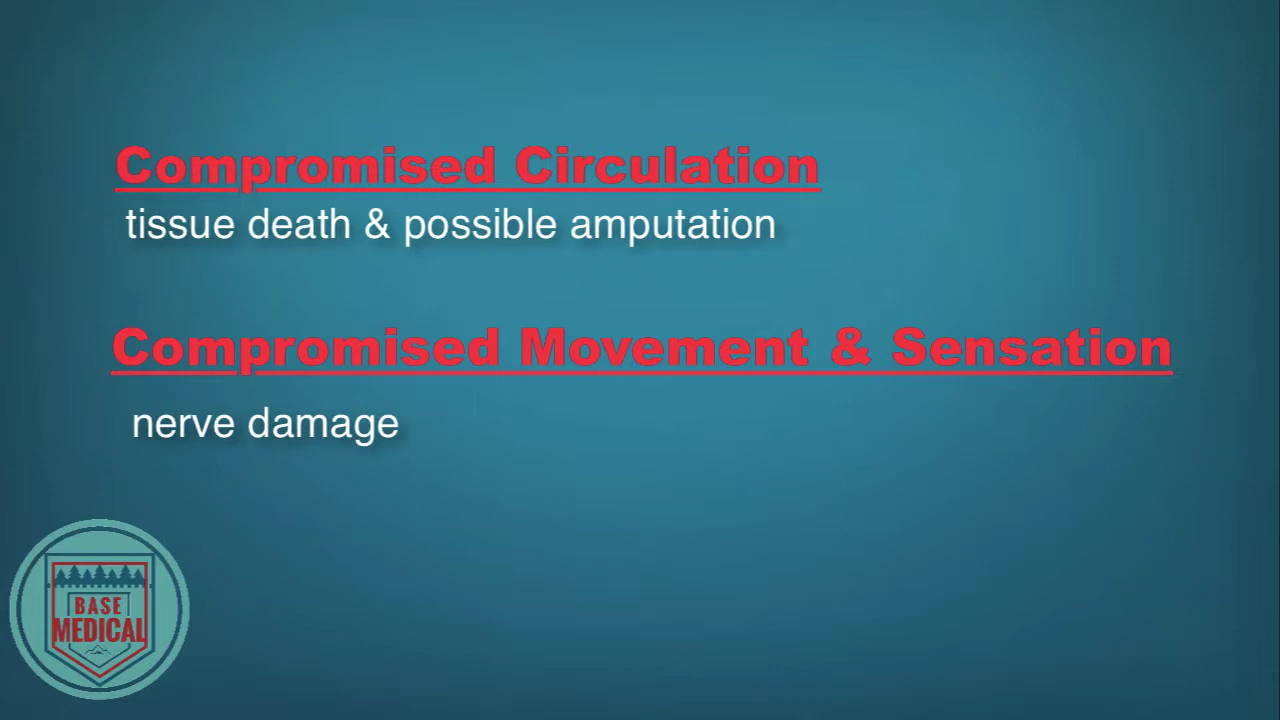 Compromised Circulation
tissue death & possible amputation
Compromised Movement & Sensation
nerve damage
BASE
MEDICAL